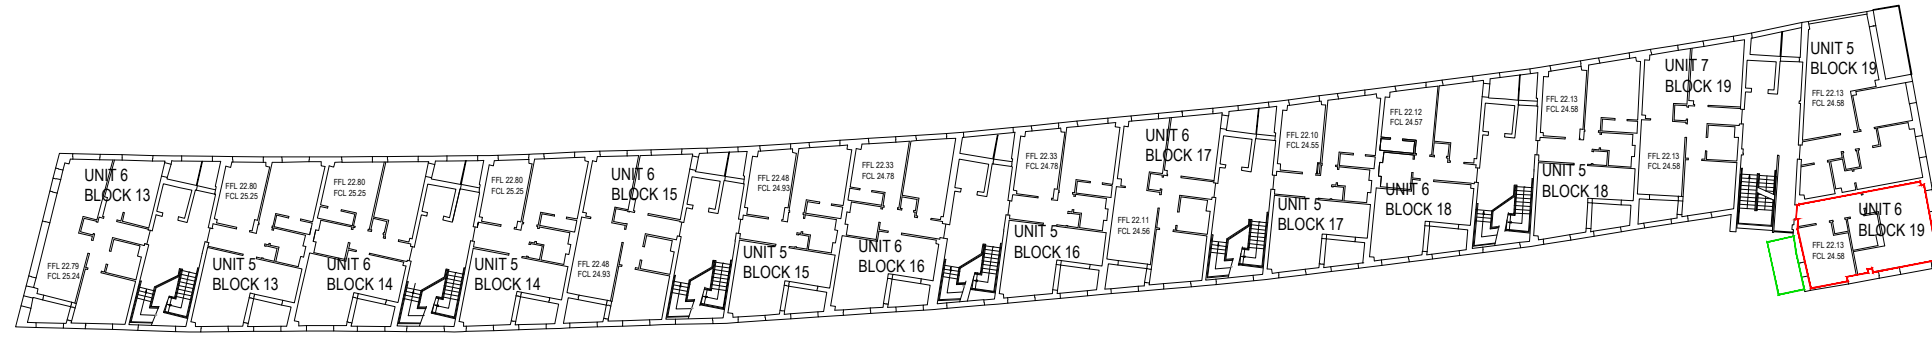 UNIT 6
BLOCK 13
FFL 22.79
FCL 25.24
FFL 22.80
FCL 25.25
UNIT 5
BLOCK 13
FFL 22.80
FCL 25.25
UNIT 6
BLOCK 14
FFL 22.80
FCL 25.25
UNIT 5
BLOCK 14
UNIT 6
BLOCK 15
FFL 22.48
FCL 24.93
FFL 22.48
FCL 24.93
UNIT 5
BLOCK 15
FFL 22.33
FCL 24.78
UNIT 6
BLOCK 16
FFL 22.33
FCL 24.78
UNIT 5
BLOCK 16
UNIT 6
BLOCK 17
FFL 22.11
FCL 24.56
FFL 22.10
FCL 24.55
UNIT 5
BLOCK 17
FFL 22.12
FCL 24.57
UNIT 6
BLOCK 18
FFL 22.13
FCL 24.58
UNIT 5
BLOCK 18
UNIT 7
BLOCK 19
FFL 22.13
FCL 24.58
UNIT 5
BLOCK 19
FFL 22.13
FCL 24.58
UNIT 6
BLOCK 19
FFL 22.13
FCL 24.58